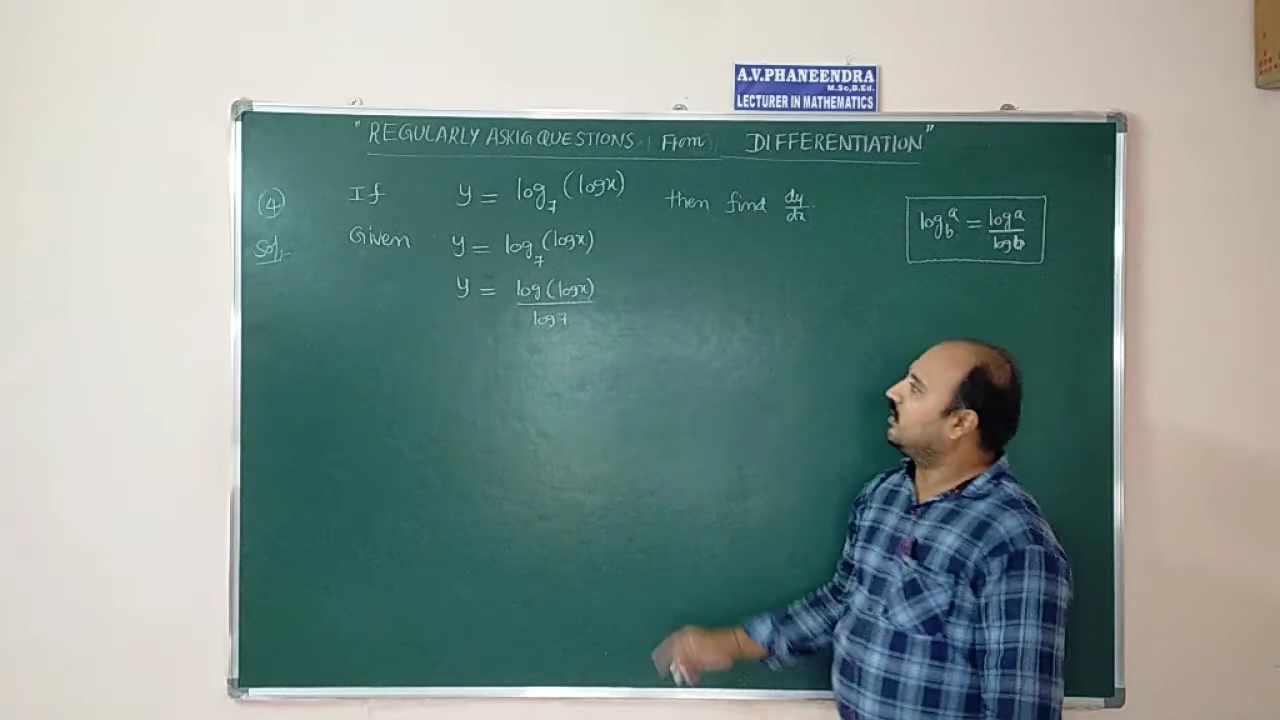 A.V.PHANEENDRA
M.Sc,B.Ed.
LECTURER IN MATHEMATICS
"REGULARLY ASKIG QUESTIONS From DIFFERENTIATION"
(4) If y = log₇(logx) then find dy/dx.
Sol:- Given y = log₇(logx)
y = log(logx)/log7
log_b^a = log a/log b